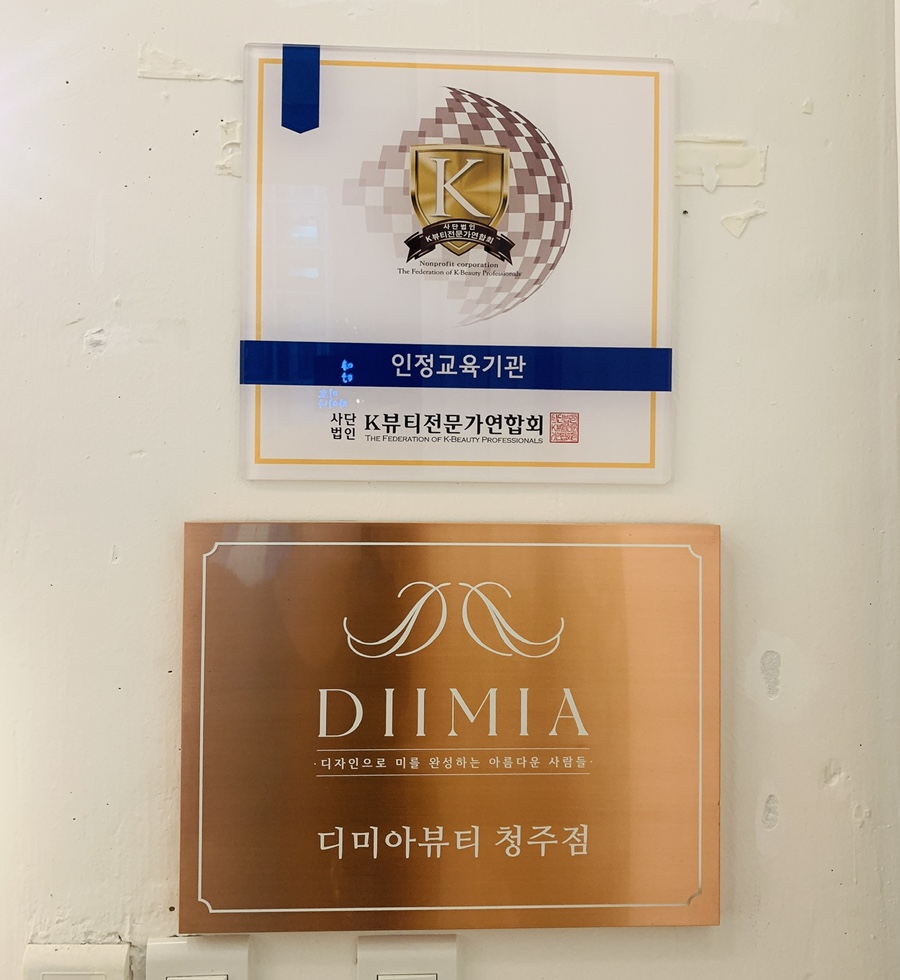 K
사단법인
K뷰티전문가연합회
Nonprofit corporation
The Federation of K-Beauty Professionals
인정교육기관
사단
법인
K뷰티전문가연합회
THE FEDERATION OF K-BEAUTY PROFESSIONALS
DIIMIA
·디자인으로 미를 완성하는 아름다운 사람들·
디미아뷰티 청주점